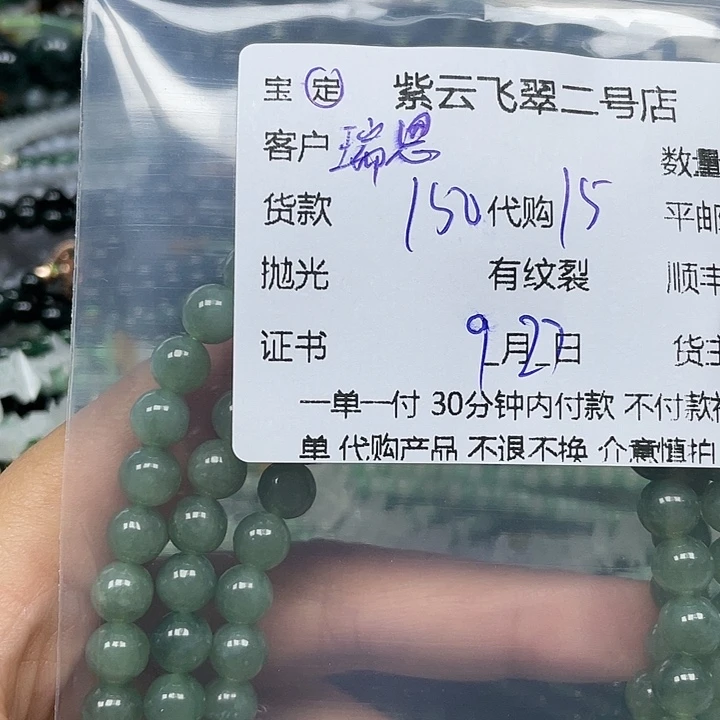 宝 定 紫云飞翠二号店
客户 瑞恩 数量
货款 150 代购 15 平邮
抛光 有纹裂 顺丰
证书 9月27日 货主
一单一付 30分钟内付款 不付款
单 代购产品 不退不换 介意慎拍